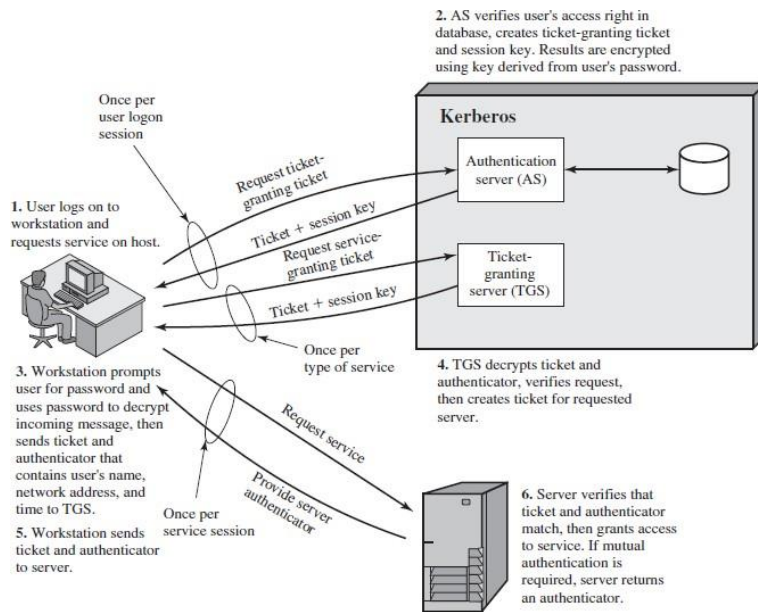 2. AS verifies user's access right in
database, creates ticket-granting ticket
and session key. Results are encrypted
using key derived from user's password.
Once per
user logon
session
Kerberos
Authentication
server (AS)
Request ticket-
granting ticket
1. User logs on to
workstation and
requests service on host.
Ticket + session key
Request service-
granting ticket
Ticket-
granting
server (TGS)
Ticket + session key
Once per
type of service
3. Workstation prompts
user for password and
uses password to decrypt
incoming message, then
sends ticket and
authenticator that
contains user's name,
network address, and
time to TGS.
4. TGS decrypts ticket and
authenticator, verifies request,
then creates ticket for requested
server.
Request service
Provide server
authenticator
Once per
service session
5. Workstation sends
ticket and authenticator
to server.
6. Server verifies that
ticket and authenticator
match, then grants access
to service. If mutual
authentication is
required, server returns
an authenticator.